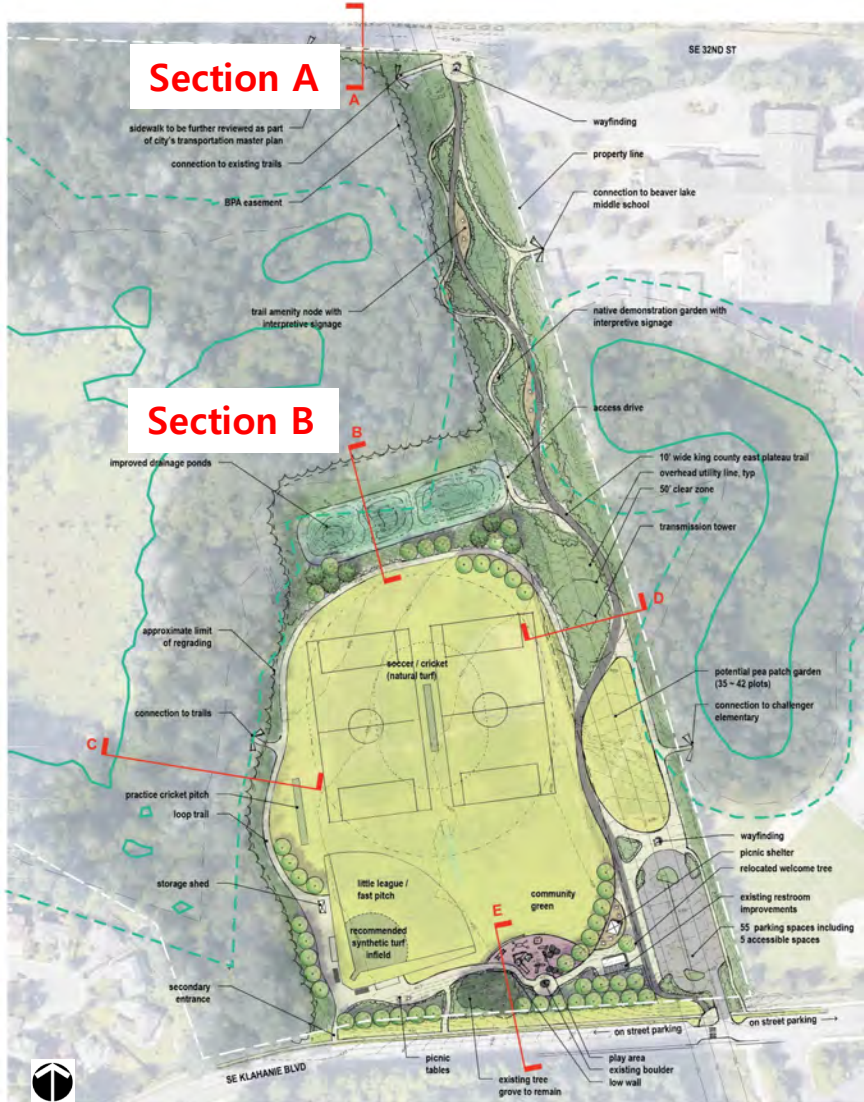 SE 32ND ST
Section A
A
sidewalk to be further reviewed as part
of city's transportation master plan
connection to existing trails
BPA easement
trail amenity node with
interpretive signage
wayfinding
property line
connection to beaver lake
middle school
native demonstration garden with
interpretive signage
Section B
B
improved drainage ponds
access drive
10' wide king county east plateau trail
overhead utility line, typ
50' clear zone
transmission tower
D
approximate limit
of regrading
soccer / cricket
(natural turf)
potential pea patch garden
(35 ~ 42 plots)
connection to trails
connection to challenger
elementary
C
practice cricket pitch
loop trail
storage shed
little league /
fast pitch
recommended
synthetic turf
infield
community
green
E
wayfinding
picnic shelter
relocated welcome tree
existing restroom
improvements
55 parking spaces including
5 accessible spaces
secondary
entrance
on street parking
on street parking
SE KLAHANIE BLVD
picnic
tables
existing tree
grove to remain
play area
existing boulder
low wall